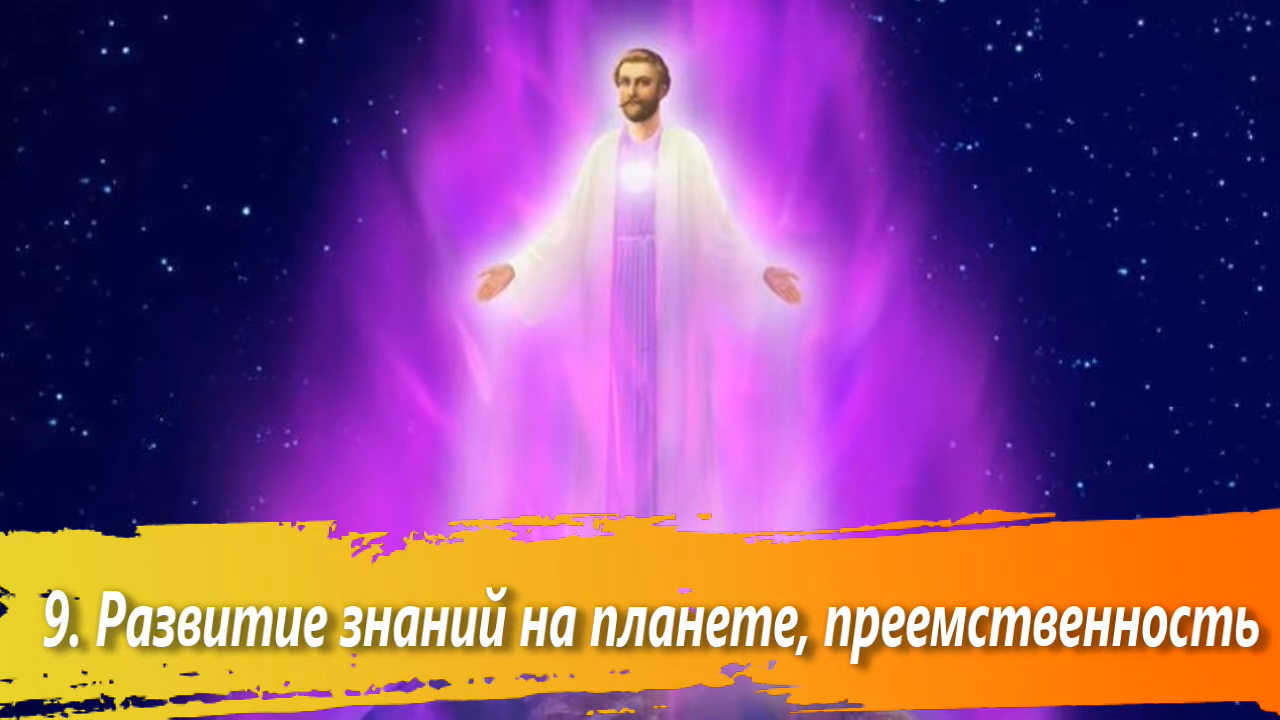 9. Развитие знаний на планете, преемственность